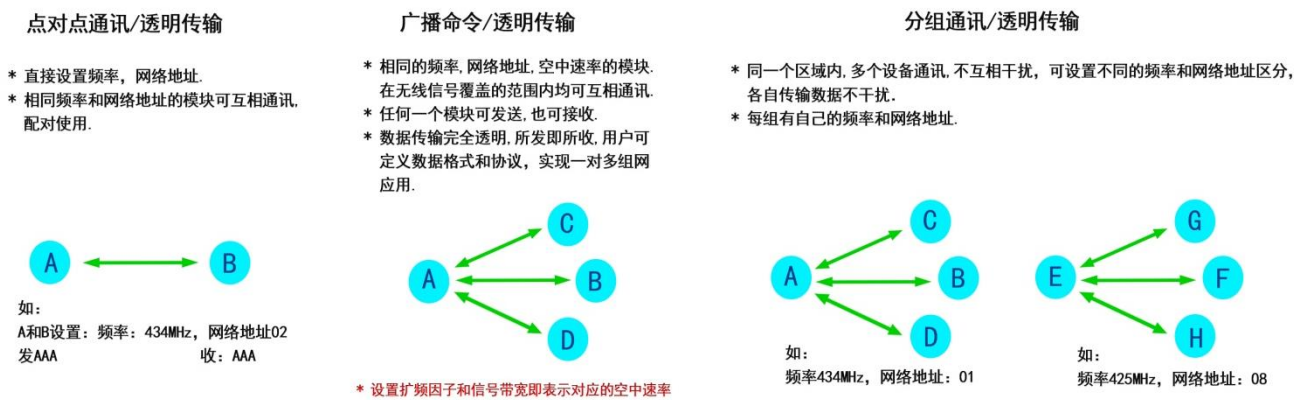 点对点通讯/透明传输
* 直接设置频率，网络地址.
* 相同频率和网络地址的模块可互相通讯,
配对使用.
A
B
如：
A和B设置：频率：434MHz，网络地址02
发AAA 收：AAA
广播命令/透明传输
* 相同的频率,网络地址,空中速率的模块.
在无线信号覆盖的范围内均可互相通讯.
* 任何一个模块可发送，也可接收.
* 数据传输完全透明,所发即所收,用户可
定义数据格式和协议，实现一对多组网
应用.
C
A
B
D
* 设置扩频因子和信号带宽即表示对应的空中速率
分组通讯/透明传输
* 同一个区域内,多个设备通讯,不互相干扰，可设置不同的频率和网络地址区分,
各自传输数据不干扰.
* 每组有自己的频率和网络地址.
C
A
B
D
如：
频率434MHz，网络地址：01
G
E
F
H
如：
频率425MHz，网络地址：08